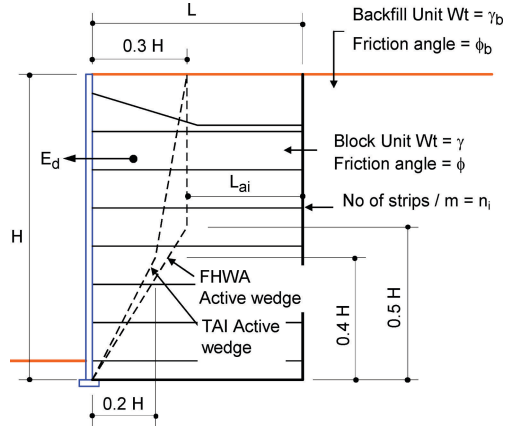 L
Backfill Unit Wt = γb
0.3 H
Friction angle = ϕb
Block Unit Wt = γ
Ed
Friction angle = ϕ
Lai
No of strips / m = ni
H
FHWA
Active wedge
TAI Active
wedge
0.4 H
0.5 H
0.2 H